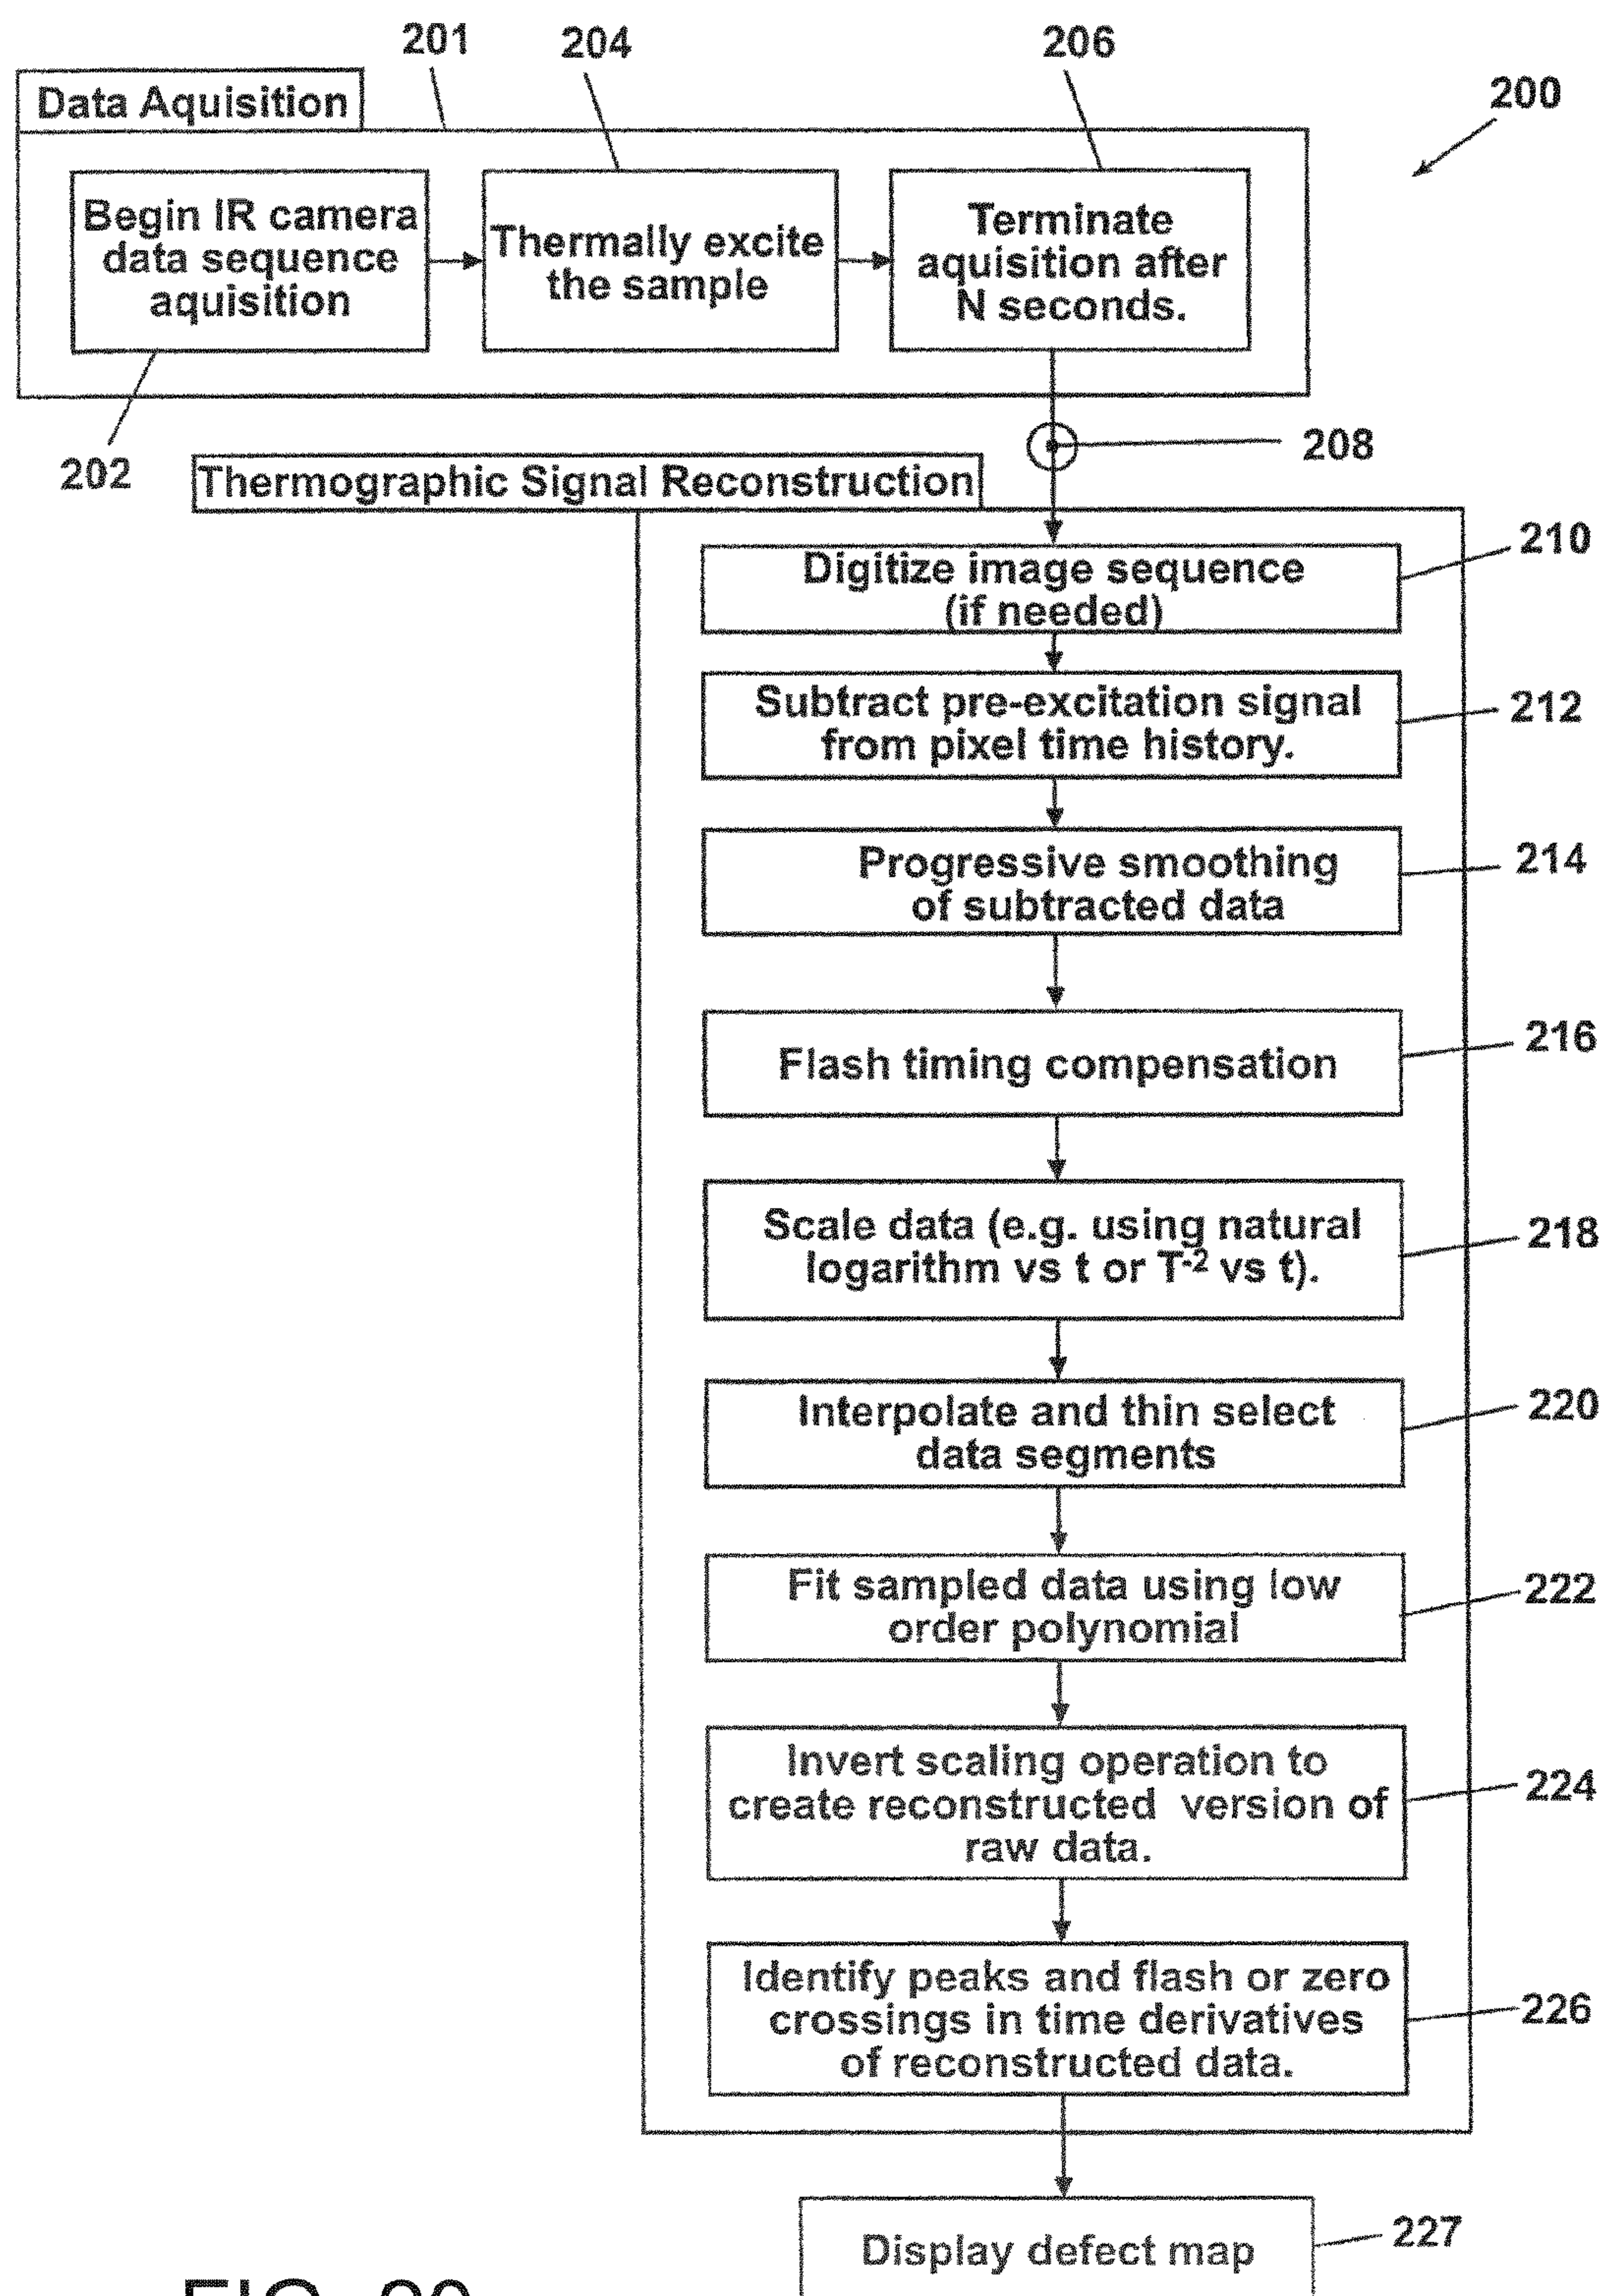 201
204
206
200
Data Aquisition
Begin IR camera
data sequence
aquisition
Thermally excite
the sample
Terminate
aquisition after
N seconds.
202
208
Thermographic Signal Reconstruction
Digitize image sequence
(if needed)
210
Subtract pre-excitation signal
from pixel time history.
212
Progressive smoothing
of subtracted data
214
Flash timing compensation
216
Scale data (e.g. using natural
logarithm vs t or T-2 vs t).
218
Interpolate and thin select
data segments
220
Fit sampled data using low
order polynomial
222
Invert scaling operation to
create reconstructed version of
raw data.
224
Identify peaks and flash or zero
crossings in time derivatives
of reconstructed data.
226
Display defect map
227